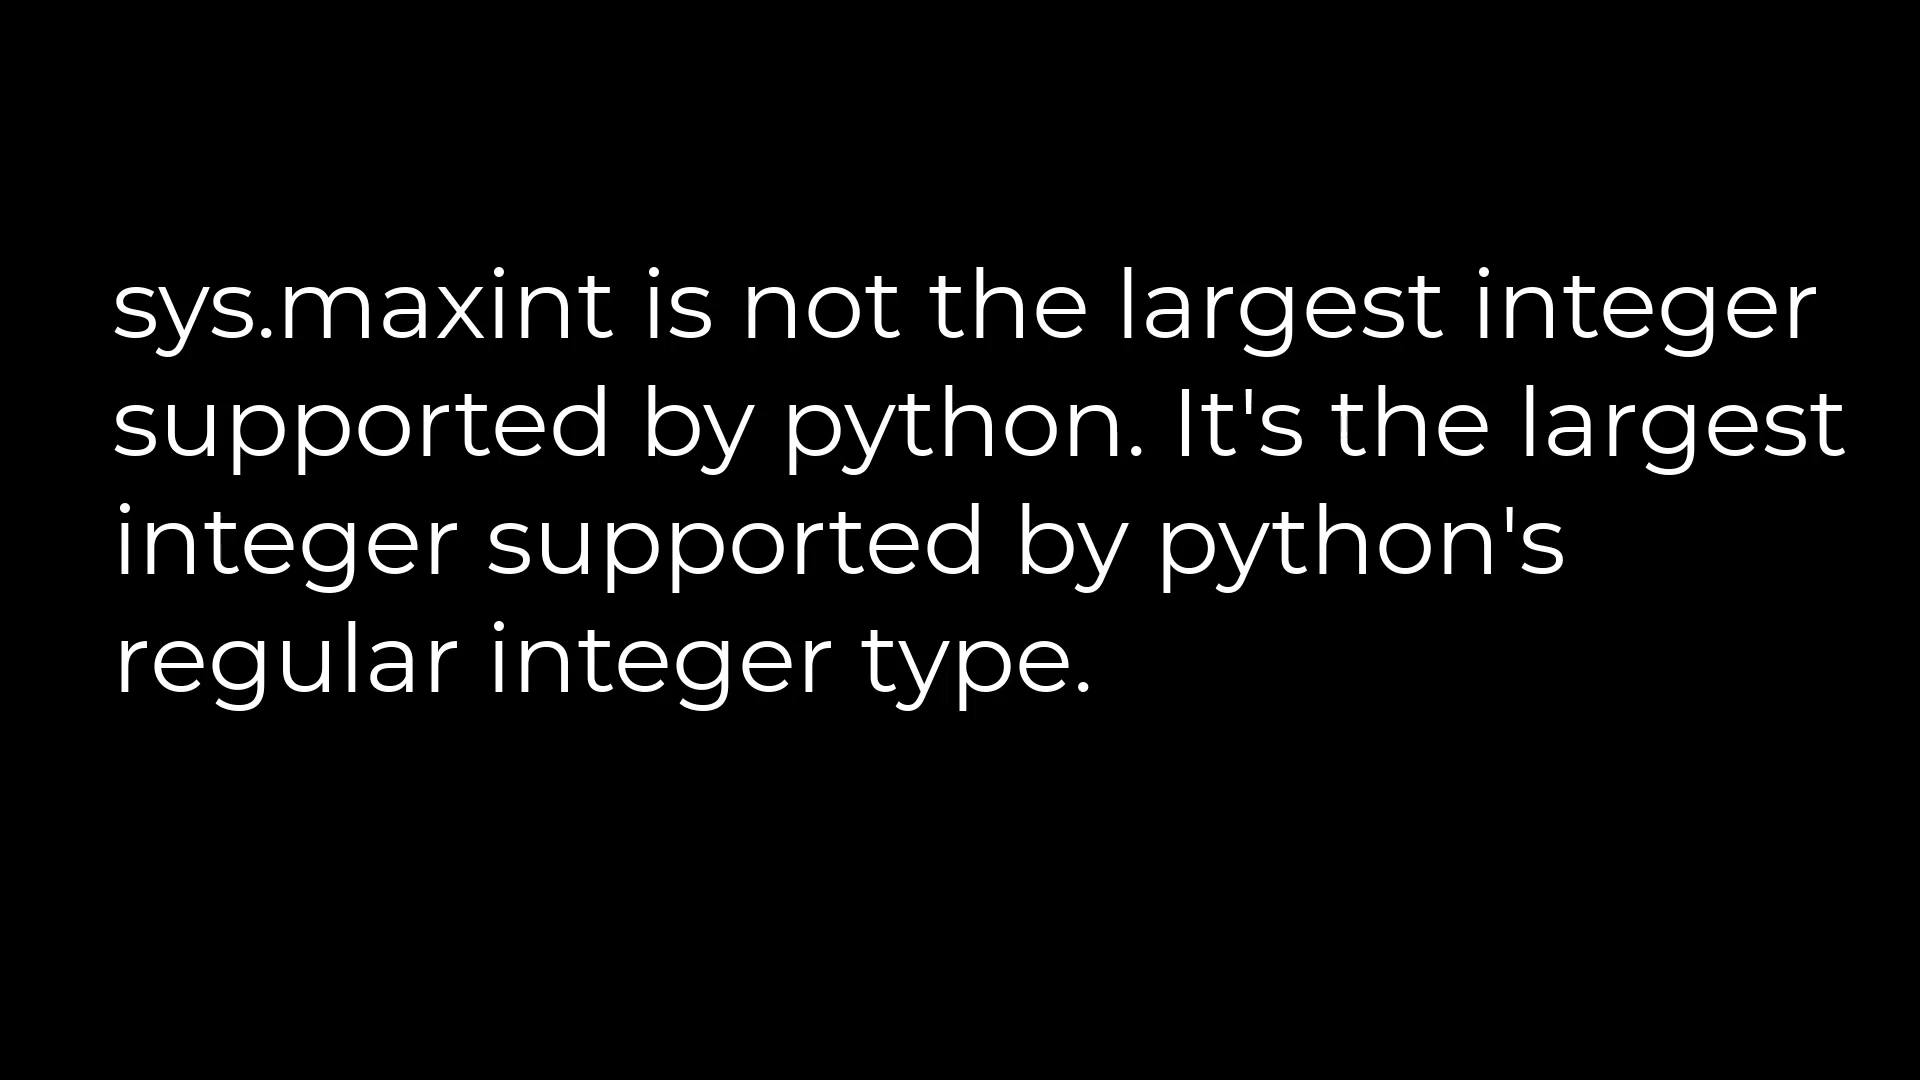 sys.maxint is not the largest integer
supported by python. It's the largest
integer supported by python's
regular integer type.